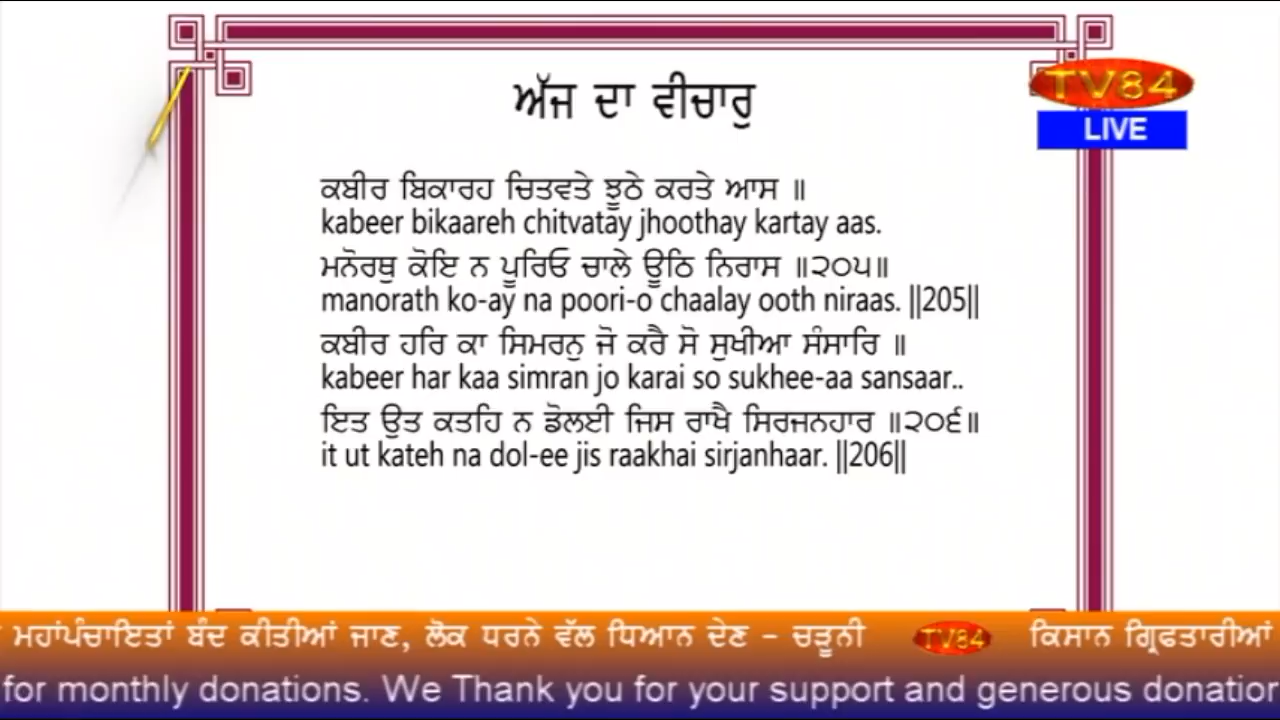 ਅੱਜ ਦਾ ਵੀਚਾਰੁ
TV84
LIVE
ਕਬੀਰ ਬਿਕਾਰਹ ਚਿਤਵਤੇ ਝੂਠੇ ਕਰਤੇ ਆਸ ॥
kabeer bikaareh chitvatay jhoothay kartay aas.
ਮਨੋਰਥੁ ਕੋਇ ਨ ਪੂਰਿਓ ਚਾਲੇ ਊਠਿ ਨਿਰਾਸ ॥੨੦੫॥
manorath ko-ay na poori-o chaalay ooth niraas. ||205||
ਕਬੀਰ ਹਰਿ ਕਾ ਸਿਮਰਨੁ ਜੋ ਕਰੈ ਸੋ ਸੁਖੀਆ ਸੰਸਾਰਿ ॥
kabeer har kaa simran jo karai so sukhee-aa sansaar..
ਇਤ ਉਤ ਕਤਹਿ ਨ ਡੋਲਈ ਜਿਸ ਰਾਖੈ ਸਿਰਜਨਹਾਰ ॥੨੦੬॥
it ut kateh na dol-ee jis raakhai sirjanhaar. ||206||
ਮਹਾਂਪੰਚਾਇਤਾਂ ਬੰਦ ਕੀਤੀਆਂ ਜਾਣ, ਲੋਕ ਧਰਨੇ ਵੱਲ ਧਿਆਨ ਦੇਣ - ਚੜੂਨੀ TV84 ਕਿਸਾਨ ਗ੍ਰਿਫਤਾਰੀਆਂ
for monthly donations. We Thank you for your support and generous donation